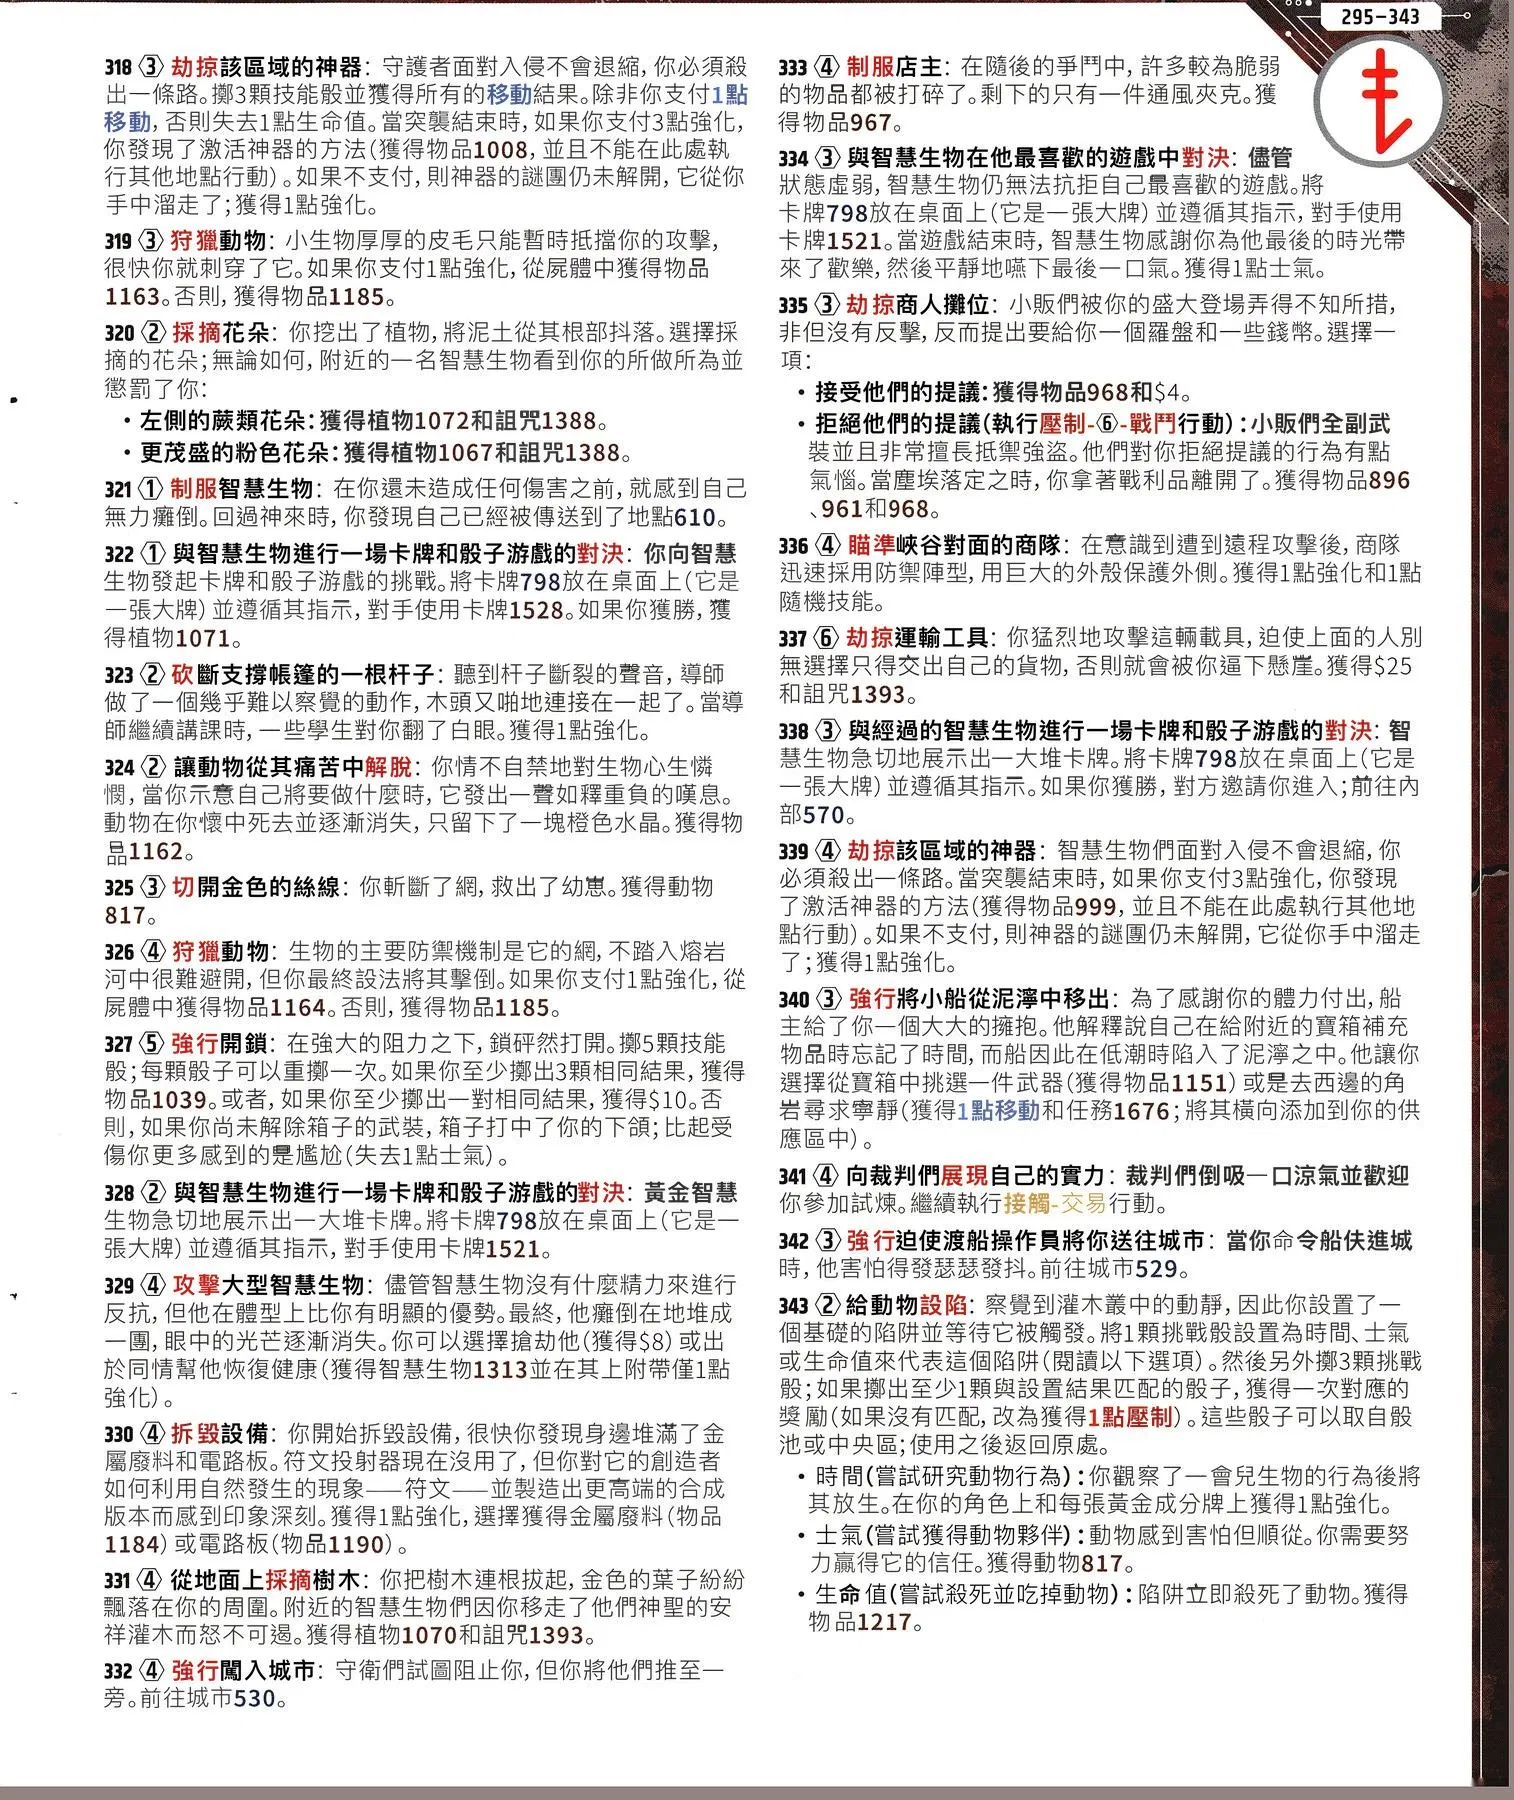 295–343
318 ③ 劫掠該區域的神器：守護者面對入侵不會退縮，你必須殺
出一條路。擲3顆技能骰並獲得所有的移動結果。除非你支付1點
移動，否則失去1點生命值。當突襲結束時，如果你支付3點強化，
你發現了激活神器的方法（獲得物品1008，並且不能在此處執
行其他地點行動）。如果不支付，則神器的謎團仍未解開，它從你
手中溜走了；獲得1點強化。
319 ③ 狩獵動物：小生物厚厚的皮毛只能暫時抵擋你的攻擊，
很快你就刺穿了它。如果你支付1點強化，從屍體中獲得物品
1163。否則，獲得物品1185。
320 ② 採摘花朵：你挖出了植物，將泥土從其根部抖落。選擇採
摘的花朵；無論如何，附近的一名智慧生物看到你的所做所為並
懲罰了你：
・左側的蕨類花朵：獲得植物1072和詛咒1388。
・更茂盛的粉色花朵：獲得植物1067和詛咒1388。
321 ① 制服智慧生物：在你還未造成任何傷害之前，就感到自己
無力癱倒。回過神來時，你發現自己已經被傳送到了地點610。
322 ① 與智慧生物進行一場卡牌和骰子游戲的對決：你向智慧
生物發起卡牌和骰子游戲的挑戰。將卡牌798放在桌面上（它是
一張大牌）並遵循其指示，對手使用卡牌1528。如果你獲勝，獲
得植物1071。
323 ② 砍斷支撐帳篷的一根杆子：聽到杆子斷裂的聲音，導師
做了一個幾乎難以察覺的動作，木頭又啪地連接在一起了。當導
師繼續講課時，一些學生對你翻了白眼。獲得1點強化。
324 ② 讓動物從其痛苦中解脫：你情不自禁地對生物心生憐
憫，當你示意自己將要做什麼時，它發出一聲如釋重負的嘆息。
動物在你懷中死去並逐漸消失，只留下了一塊橙色水晶。獲得物
品1162。
325 ③ 切開金色的絲線：你斬斷了網，救出了幼崽。獲得動物
817。
326 ④ 狩獵動物：生物的主要防禦機制是它的網，不踏入熔岩
河中很難避開，但你最終設法將其擊倒。如果你支付1點強化，從
屍體中獲得物品1164。否則，獲得物品1185。
327 ⑤ 強行開鎖：在強大的阻力之下，鎖砰然打開。擲5顆技能
骰；每顆骰子可以重擲一次。如果你至少擲出3顆相同結果，獲得
物品1039。或者，如果你至少擲出一對相同結果，獲得$10。否
則，如果你尚未解除箱子的武裝，箱子打中了你的下頜；比起受
傷你更多感到的是尷尬（失去1點士氣）。
328 ② 與智慧生物進行一場卡牌和骰子游戲的對決：黃金智慧
生物急切地展示出一大堆卡牌。將卡牌798放在桌面上（它是一
張大牌）並遵循其指示，對手使用卡牌1521。
329 ④ 攻擊大型智慧生物：儘管智慧生物沒有什麼精力來進行
反抗，但他在體型上比你有明顯的優勢。最終，他癱倒在地堆成
一團，眼中的光芒逐漸消失。你可以選擇搶劫他（獲得$8）或出
於同情幫他恢復健康（獲得智慧生物1313並在其上附帶僅1點
強化）。
330 ④ 拆毀設備：你開始拆毀設備，很快你發現身邊堆滿了金
屬廢料和電路板。符文投射器現在沒用了，但你對它的創造者
如何利用自然發生的現象——符文——並製造出更高端的合成
版本而感到印象深刻。獲得1點強化，選擇獲得金屬廢料（物品
1184）或電路板（物品1190）。
331 ④ 從地面上採摘樹木：你把樹木連根拔起，金色的葉子紛紛
飄落在你的周圍。附近的智慧生物們因你移走了他們神聖的安
祥灌木而怒不可遏。獲得植物1070和詛咒1393。
332 ④ 強行闖入城市：守衛們試圖阻止你，但你將他們推至一
旁。前往城市530。
333 ④ 制服店主：在隨後的爭鬥中，許多較為脆弱
的物品都被打碎了。剩下的只有一件通風夾克。獲
得物品967。
334 ③ 與智慧生物在他最喜歡的遊戲中對決：儘管
狀態虛弱，智慧生物仍無法抗拒自己最喜歡的遊戲。將
卡牌798放在桌面上（它是一張大牌）並遵循其指示，對手使用
卡牌1521。當遊戲結束時，智慧生物感謝你為他最後的時光帶
來了歡樂，然後平靜地嚥下最後一口氣。獲得1點士氣。
335 ③ 劫掠商人攤位：小販們被你的盛大登場弄得不知所措，
非但沒有反擊，反而提出要給你一個羅盤和一些錢幣。選擇一
項：
・接受他們的提議：獲得物品968和$4。
・拒絕他們的提議（執行壓制-⑥-戰鬥行動）：小販們全副武
裝並且非常擅長抵禦強盜。他們對你拒絕提議的行為有點
氣惱。當塵埃落定之時，你拿著戰利品離開了。獲得物品896
、961和968。
336 ④ 瞄準峽谷對面的商隊：在意識到遭到遠程攻擊後，商隊
迅速採用防禦陣型，用巨大的外殼保護外側。獲得1點強化和1點
隨機技能。
337 ⑥ 劫掠運輸工具：你猛烈地攻擊這輛載具，迫使上面的人別
無選擇只得交出自己的貨物，否則就會被你逼下懸崖。獲得$25
和詛咒1393。
338 ③ 與經過的智慧生物進行一場卡牌和骰子游戲的對決：智
慧生物急切地展示出一大堆卡牌。將卡牌798放在桌面上（它是
一張大牌）並遵循其指示。如果你獲勝，對方邀請你進入；前往內
部570。
339 ④ 劫掠該區域的神器：智慧生物們面對入侵不會退縮，你
必須殺出一條路。當突襲結束時，如果你支付3點強化，你發現
了激活神器的方法（獲得物品999，並且不能在此處執行其他地
點行動）。如果不支付，則神器的謎團仍未解開，它從你手中溜走
了；獲得1點強化。
340 ③ 強行將小船從泥濘中移出：為了感謝你的體力付出，船
主給了你一個大大的擁抱。他解釋說自己在給附近的寶箱補充
物品時忘記了時間，而船因此在低潮時陷入了泥濘之中。他讓你
選擇從寶箱中挑選一件武器（獲得物品1151）或是去西邊的角
岩尋求寧靜（獲得1點移動和任務1676；將其橫向添加到你的供
應區中）。
341 ④ 向裁判們展現自己的實力：裁判們倒吸一口涼氣並歡迎
你參加試煉。繼續執行接觸-交易行動。
342 ③ 強行迫使渡船操作員將你送往城市：當你命令船伕進城
時，他害怕得發瑟瑟發抖。前往城市529。
343 ② 給動物設陷：察覺到灌木叢中的動靜，因此你設置了一
個基礎的陷阱並等待它被觸發。將1顆挑戰骰設置為時間、士氣
或生命值來代表這個陷阱（閱讀以下選項）。然後另外擲3顆挑戰
骰；如果擲出至少1顆與設置結果匹配的骰子，獲得一次對應的
獎勵（如果沒有匹配，改為獲得1點壓制）。這些骰子可以取自骰
池或中央區；使用之後返回原處。
・時間（嘗試研究動物行為）：你觀察了一會兒生物的行為後將
其放生。在你的角色上和每張黃金成分牌上獲得1點強化。
・士氣（嘗試獲得動物夥伴）：動物感到害怕但順從。你需要努
力贏得它的信任。獲得動物817。
・生命值（嘗試殺死並吃掉動物）：陷阱立即殺死了動物。獲得
物品1217。